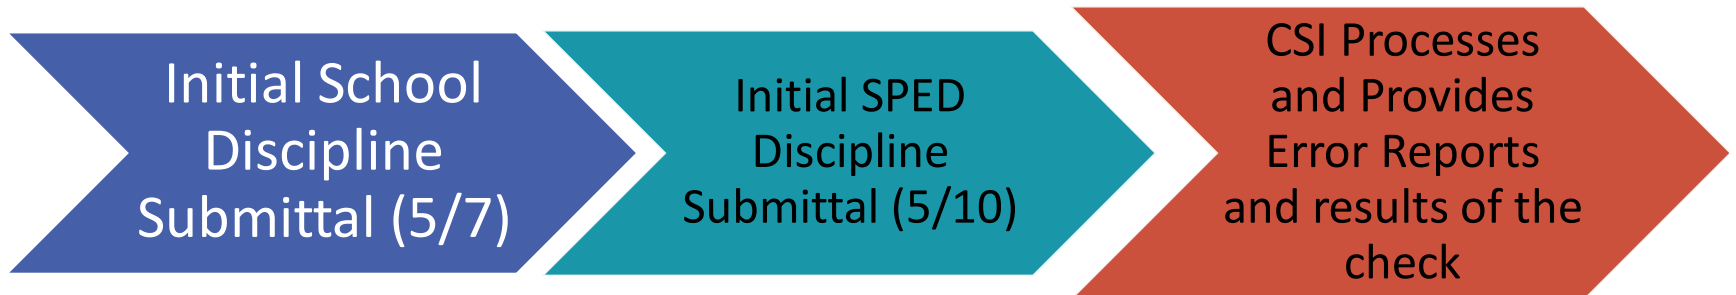 Initial School
Discipline
Submittal (5/7)
Initial SPED
Discipline
Submittal (5/10)
CSI Processes
and Provides
Error Reports
and results of the
check